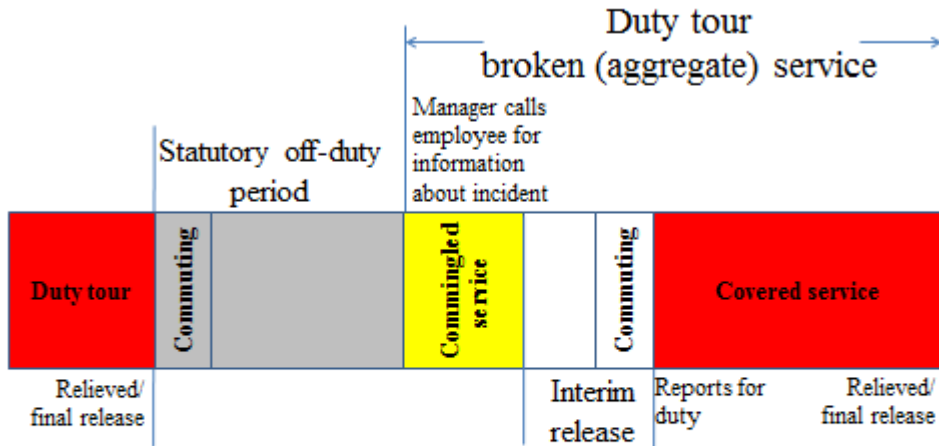 Duty tour
broken (aggregate) service
Manager calls
employee for
information
about incident
Statutory off-duty
period
Duty tour
Commuting
Commingled
service
Commuting
Covered service
Relieved/
final release
Interim
release
Reports for
duty
Relieved/
final release